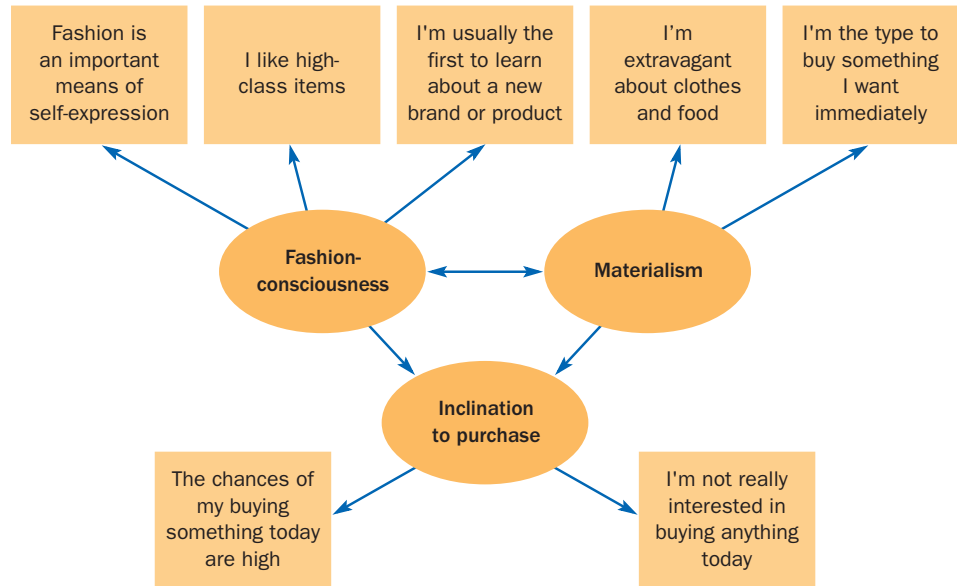 Fashion is
an important
means of
self-expression
I like high-
class items
I'm usually the
first to learn
about a new
brand or product
I’m
extravagant
about clothes
and food
I'm the type to
buy something
I want
immediately
Fashion-
consciousness
Materialism
Inclination
to purchase
The chances of
my buying
something today
are high
I'm not really
interested in
buying anything
today